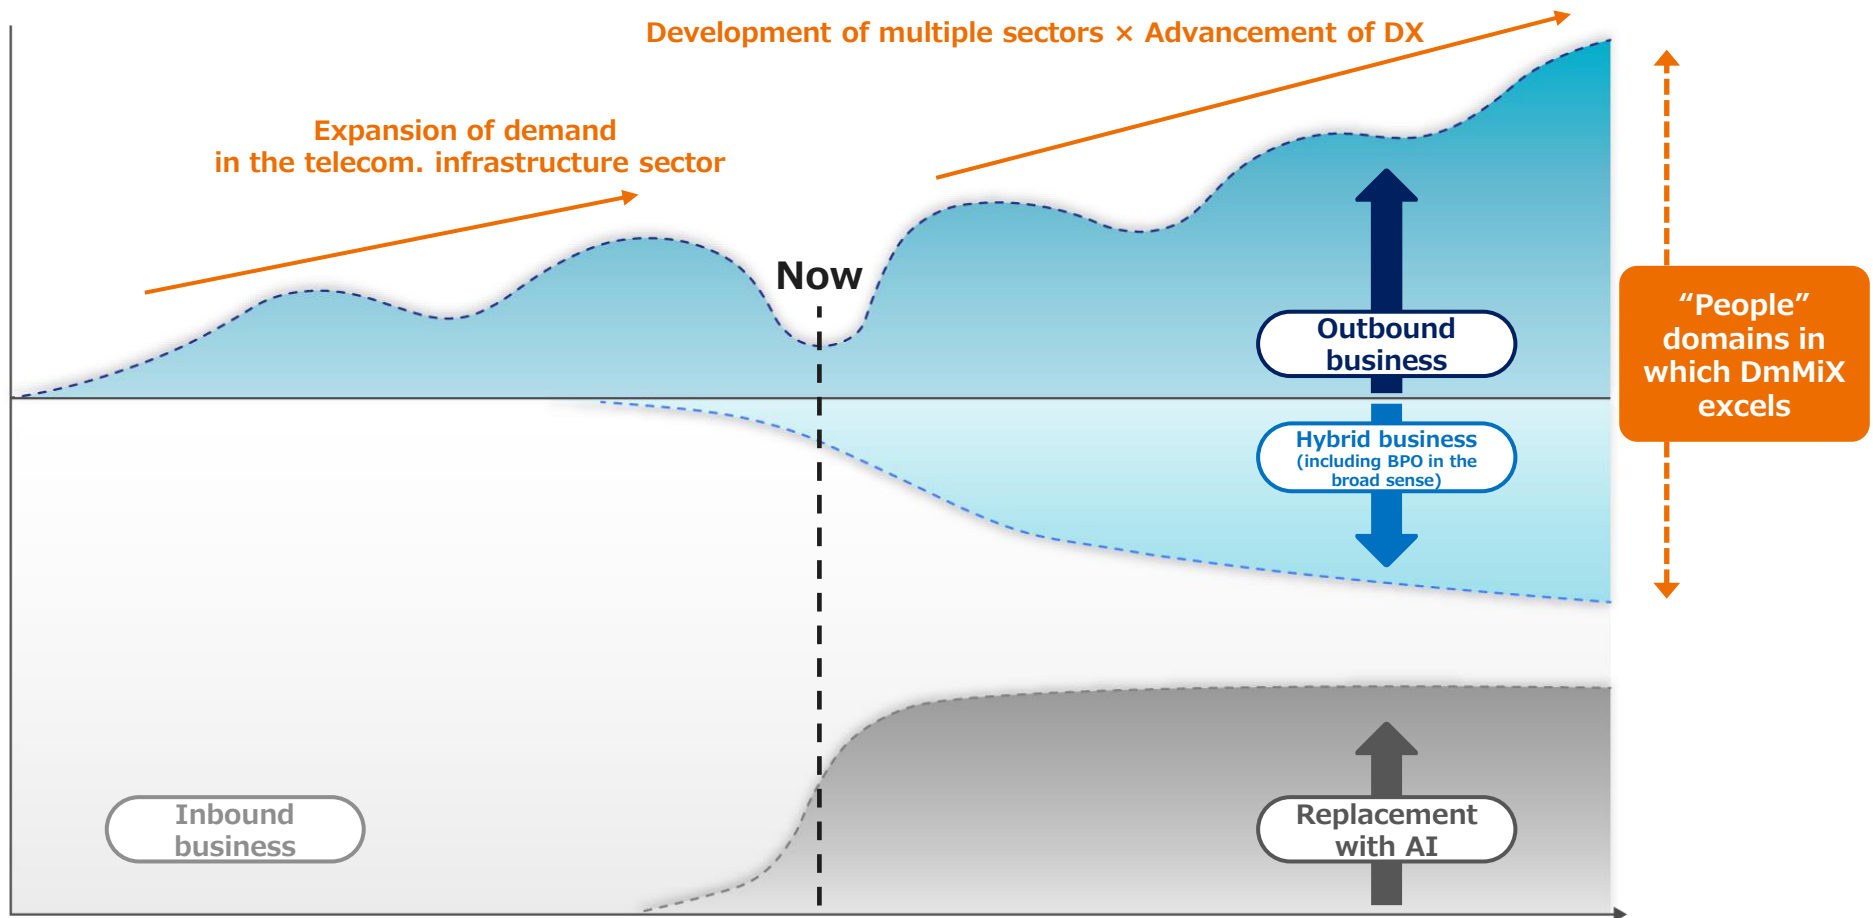 Development of multiple sectors × Advancement of DX
Expansion of demand
in the telecom. infrastructure sector
Now
Outbound
business
“People”
domains in
which DmMiX
excels
Hybrid business
(including BPO in the
broad sense)
Inbound
business
Replacement
with AI